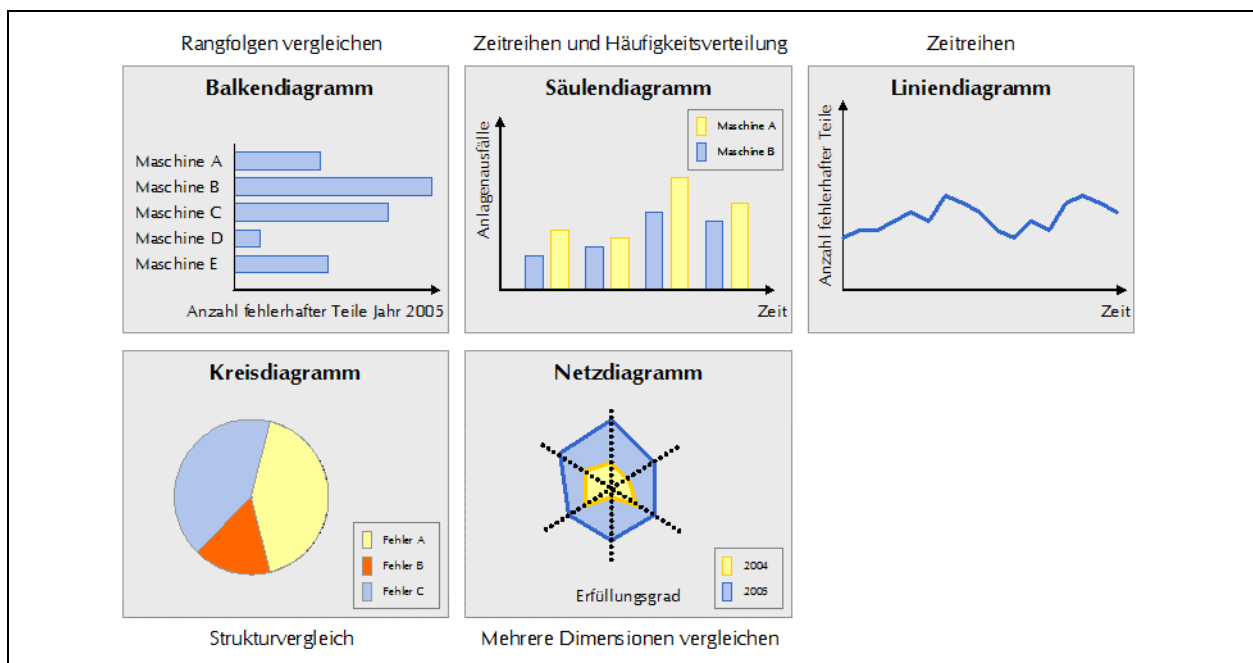 Rangfolgen vergleichen
Balkendiagramm
Maschine A
Maschine B
Maschine C
Maschine D
Maschine E
Anzahl fehlerhafter Teile Jahr 2005
Zeitreihen und Häufigkeitsverteilung
Säulendiagramm
Maschine A
Maschine B
Anlagenausfälle
Zeit
Zeitreihen
Liniendiagramm
Anzahl fehlerhafter Teile
Zeit
Kreisdiagramm
Fehler A
Fehler B
Fehler C
Strukturvergleich
Netzdiagramm
2004
2005
Erfüllungsgrad
Mehrere Dimensionen vergleichen